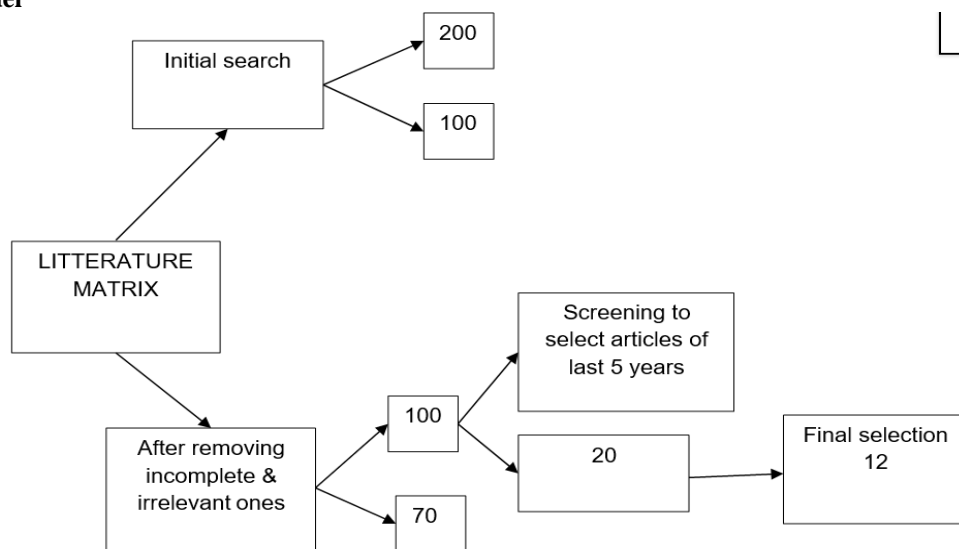 200
Initial search
100
LITTERATURE
MATRIX
Screening to
select articles of
last 5 years
100
After removing
incomplete &
irrelevant ones
20
Final selection
12
70